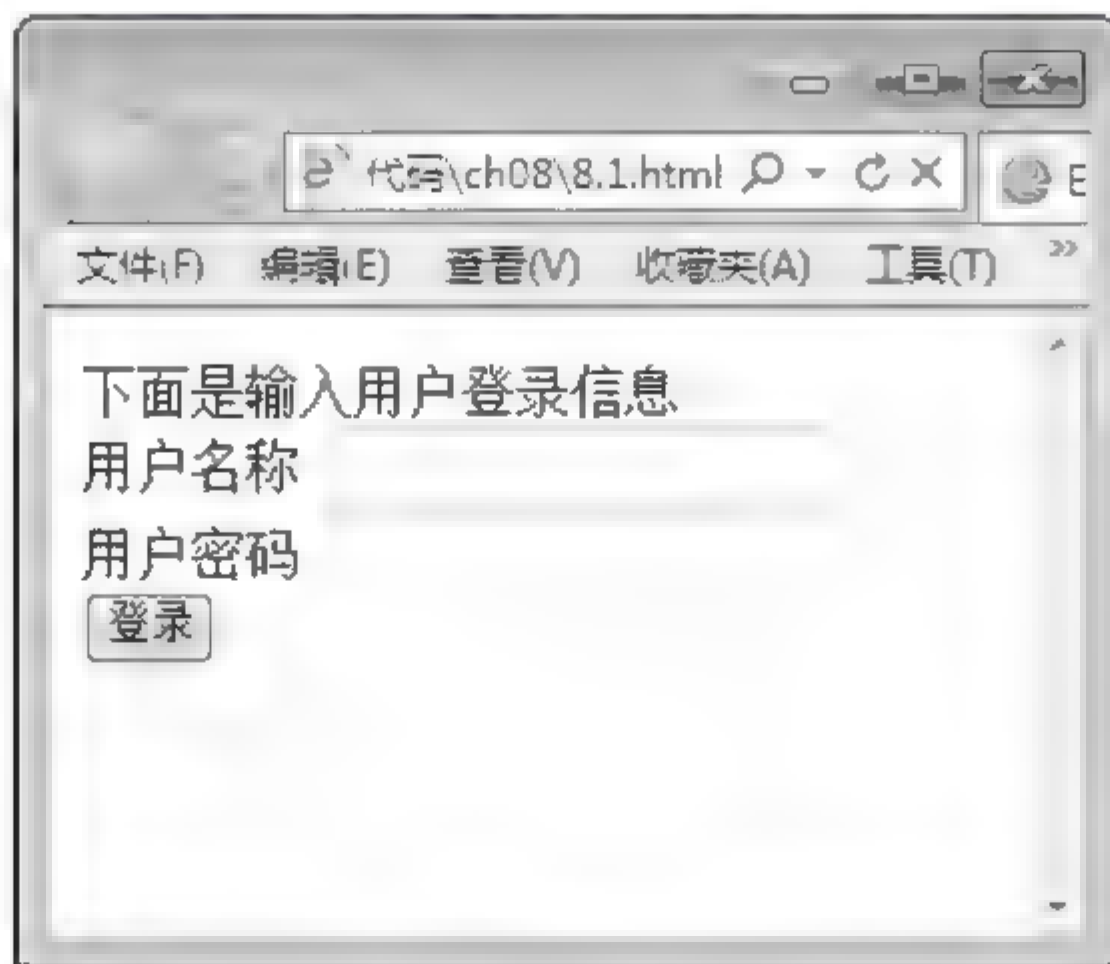 代码\ch08\8.1.html
E
文件(F) 编辑(E) 查看(V) 收藏夹(A) 工具(T) »
下面是输入用户登录信息
用户名称
用户密码
登录